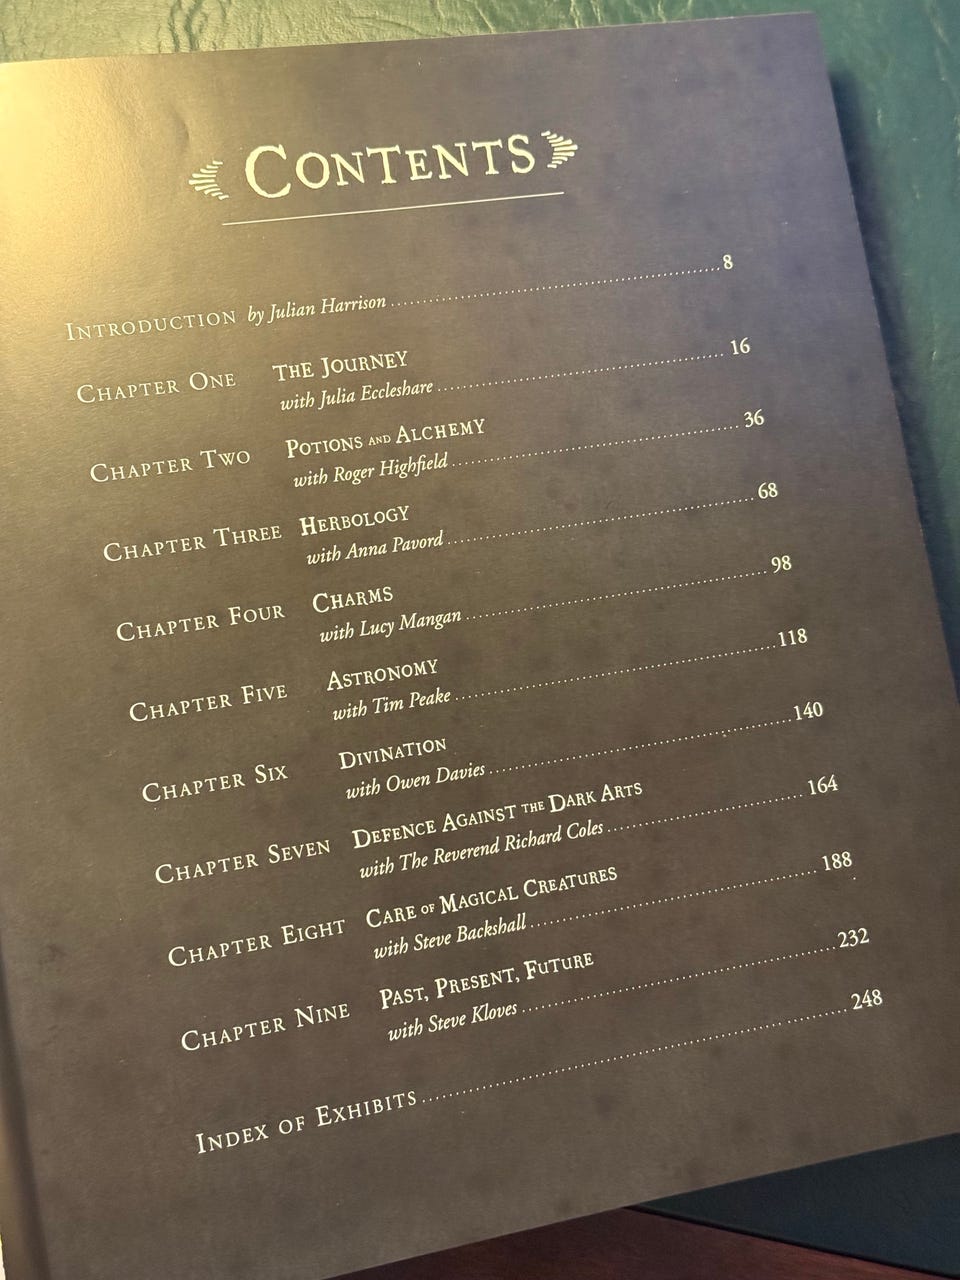 CONTENTS
INTRODUCTION by Julian Harrison 8
CHAPTER ONE THE JOURNEY
with Julia Eccleshare 16
CHAPTER TWO POTIONS AND ALCHEMY
with Roger Highfield 36
CHAPTER THREE HERBOLOGY
with Anna Pavord 68
CHAPTER FOUR CHARMS
with Lucy Mangan 98
CHAPTER FIVE ASTRONOMY
with Tim Peake 118
CHAPTER SIX DIVINATION
with Owen Davies 140
CHAPTER SEVEN DEFENCE AGAINST THE DARK ARTS
with The Reverend Richard Coles 164
CHAPTER EIGHT CARE OF MAGICAL CREATURES
with Steve Backshall 188
CHAPTER NINE PAST, PRESENT, FUTURE
with Steve Kloves 232
INDEX OF EXHIBITS 248